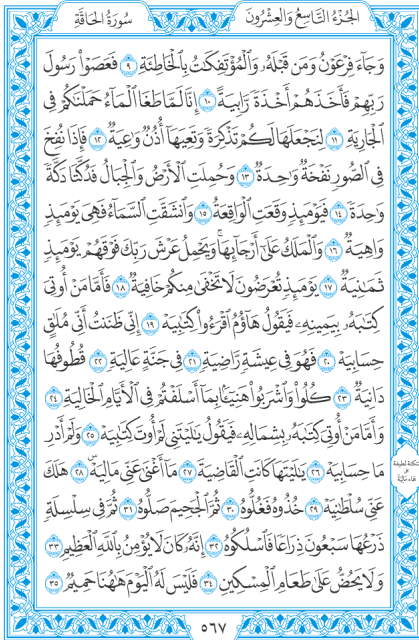 الجزء التاسع والعشرون
سورة الحاقة
وَجَآءَ فِرۡعَوۡنُ وَمَن قَبۡلَهُۥ وَٱلۡمُؤۡتَفِكَٰتُ بِٱلۡخَاطِئَةِ ٩ فَعَصَوۡاْ رَسُولَ
رَبِّهِمۡ فَأَخَذَهُمۡ أَخۡذَةٗ رَّابِيَةً ١٠ إِنَّا لَمَّا طَغَا ٱلۡمَآءُ حَمَلۡنَٰكُمۡ فِي
ٱلۡجَارِيَةِ ١١ لِنَجۡعَلَهَا لَكُمۡ تَذۡكِرَةٗ وَتَعِيَهَآ أُذُنٞ وَٰعِيَةٞ ١٢ فَإِذَا نُفِخَ
فِي ٱلصُّورِ نَفۡخَةٞ وَٰحِدَةٞ ١٣ وَحُمِلَتِ ٱلۡأَرۡضُ وَٱلۡجِبَالُ فَدُكَّتَا دَكَّةٗ
وَٰحِدَةٗ ١٤ فَيَوۡمَئِذٖ وَقَعَتِ ٱلۡوَاقِعَةُ ١٥ وَٱنشَقَّتِ ٱلسَّمَآءُ فَهِيَ يَوۡمَئِذٖ
وَاهِيَةٞ ١٦ وَٱلۡمَلَكُ عَلَىٰٓ أَرۡجَآئِهَاۚ وَيَحۡمِلُ عَرۡشَ رَبِّكَ فَوۡقَهُمۡ يَوۡمَئِذٖ
ثَمَٰنِيَةٞ ١٧ يَوۡمَئِذٖ تُعۡرَضُونَ لَا تَخۡفَىٰ مِنكُمۡ خَافِيَةٞ ١٨ فَأَمَّا مَنۡ أُوتِيَ
كِتَٰبَهُۥ بِيَمِينِهِۦ فَيَقُولُ هَآؤُمُ ٱقۡرَءُواْ كِتَٰبِيَهۡ ١٩ إِنِّي ظَنَنتُ أَنِّي مُلَٰقٍ
حِسَابِيَهۡ ٢٠ فَهُوَ فِي عِيشَةٖ رَّاضِيَةٖ ٢١ فِي جَنَّةٍ عَالِيَةٖ ٢٢ قُطُوفُهَا
دَانِيَةٞ ٢٣ كُلُواْ وَٱشۡرَبُواْ هَنِيٓـَٔۢا بِمَآ أَسۡلَفۡتُمۡ فِي ٱلۡأَيَّامِ ٱلۡخَالِيَةِ ٢٤
وَأَمَّا مَنۡ أُوتِيَ كِتَٰبَهُۥ بِشِمَالِهِۦ فَيَقُولُ يَٰلَيۡتَنِي لَمۡ أُوتَ كِتَٰبِيَهۡ ٢٥ وَلَمۡ أَدۡرِ
مَا حِسَابِيَهۡ ٢٦ يَٰلَيۡتَهَا كَانَتِ ٱلۡقَاضِيَةَ ٢٧ مَآ أَغۡنَىٰ عَنِّي مَالِيَهۡۜ ٢٨ هَلَكَ
عَنِّي سُلۡطَٰنِيَهۡ ٢٩ خُذُوهُ فَغُلُّوهُ ٣٠ ثُمَّ ٱلۡجَحِيمَ صَلُّوهُ ٣١ ثُمَّ فِي سِلۡسِلَةٖ
ذَرۡعُهَا سَبۡعُونَ ذِرَاعٗا فَٱسۡلُكُوهُ ٣٢ إِنَّهُۥ كَانَ لَا يُؤۡمِنُ بِٱللَّهِ ٱلۡعَظِيمِ ٣٣
وَلَا يَحُضُّ عَلَىٰ طَعَامِ ٱلۡمِسۡكِينِ ٣٤ فَلَيۡسَ لَهُ ٱلۡيَوۡمَ هَٰهُنَا حَمِيمٞ ٣٥
سكتة لطيفة
على
هاء مالية
٥٦٧